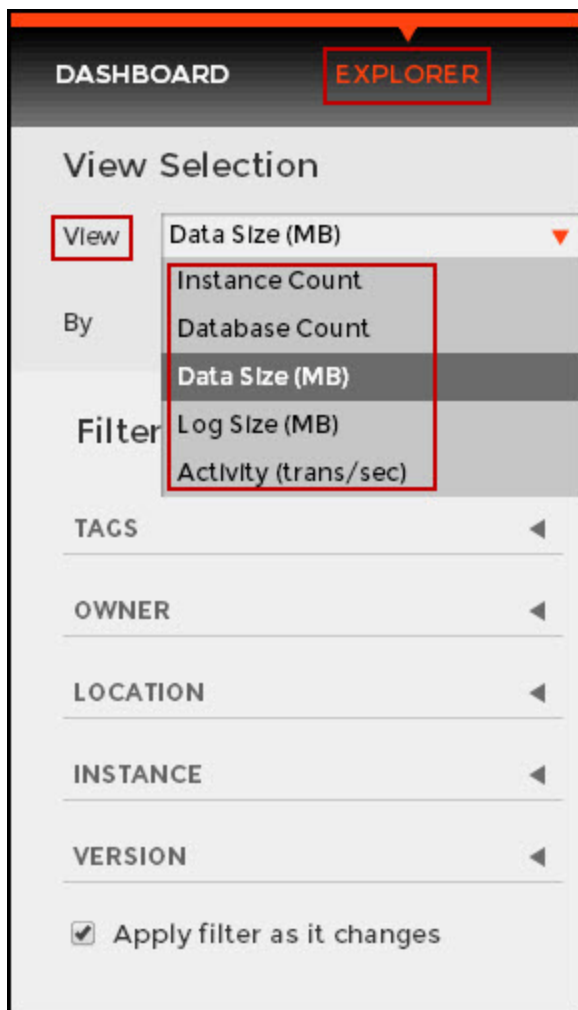 DASHBOARD EXPLORER
View Selection
View Data Size (MB)
Instance Count
By Database Count
Data Size (MB)
Filter Log Size (MB)
Activity (trans/sec)
TAGS
OWNER
LOCATION
INSTANCE
VERSION
Apply filter as it changes